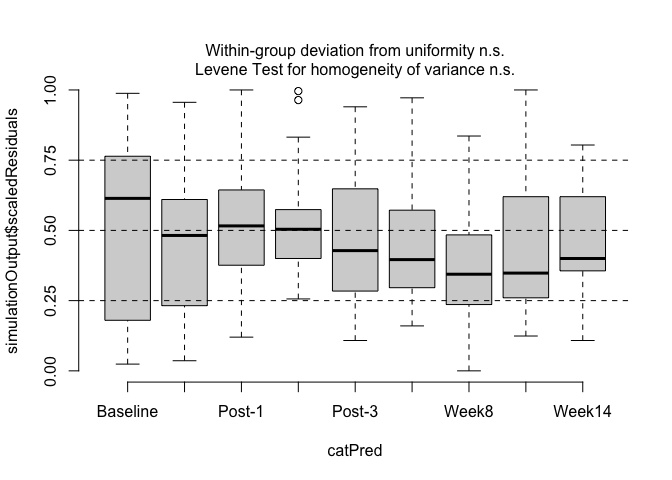 Within-group deviation from uniformity n.s.
Levene Test for homogeneity of variance n.s.
simulationOutput$scaledResiduals
1.00
0.75
0.50
0.25
0.00
Baseline Post-1 Post-3 Week8 Week14
catPred